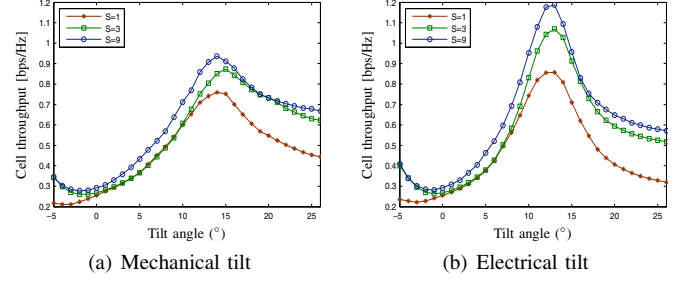 Cell throughput [bps/Hz]
1.2
1.1
1
0.9
0.8
0.7
0.6
0.5
0.4
0.3
0.2
S=1
S=3
S=9
−5 0 5 10 15 20 25
Tilt angle (°)
(a) Mechanical tilt
Cell throughput [bps/Hz]
1.2
1.1
1
0.9
0.8
0.7
0.6
0.5
0.4
0.3
0.2
S=1
S=3
S=9
−5 0 5 10 15 20 25
Tilt angle (°)
(b) Electrical tilt